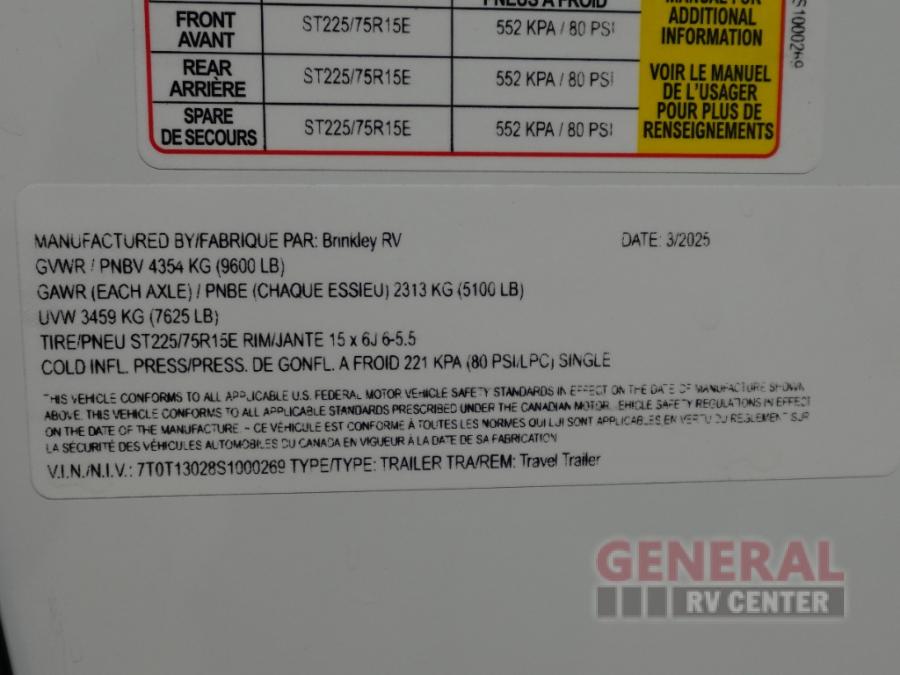 PNEUS À FROID
MANUAL FOR
ADDITIONAL
INFORMATION
FRONT
AVANT
ST225/75R15E
552 KPA / 80 PSI
REAR
ARRIÈRE
ST225/75R15E
552 KPA / 80 PSI
SPARE
DE SECOURS
ST225/75R15E
552 KPA / 80 PSI
VOIR LE MANUEL
DE L'USAGER
POUR PLUS DE
RENSEIGNEMENTS
S1000269
MANUFACTURED BY/FABRIQUE PAR: Brinkley RV DATE: 3/2025
GVWR / PNBV 4354 KG (9600 LB)
GAWR (EACH AXLE) / PNBE (CHAQUE ESSIEU) 2313 KG (5100 LB)
UVW 3459 KG (7625 LB)
TIRE/PNEU ST225/75R15E RIM/JANTE 15 x 6J 6-5.5
COLD INFL. PRESS/PRESS. DE GONFL. A FROID 221 KPA (80 PSI/LPC) SINGLE
THIS VEHICLE CONFORMS TO ALL APPLICABLE U.S. FEDERAL MOTOR VEHICLE SAFETY STANDARDS IN EFFECT ON THE DATE OF MANUFACTURE SHOWN
ABOVE. THIS VEHICLE CONFORMS TO ALL APPLICABLE STANDARDS PRESCRIBED UNDER THE CANADIAN MOTOR VEHICLE SAFETY REGULATIONS IN EFFECT
ON THE DATE OF THE MANUFACTURE. - CE VÉHICULE EST CONFORME À TOUTES LES NORMES QUI LUI SONT APPLICABLES EN VERTU DU REGLEMENT SUR
LA SÉCURITÉ DES VÉHICULES AUTOMOBILES DU CANADA EN VIGUEUR À LA DATE DE SA FABRICATION
V.I.N./N.I.V.: 7T0T13028S1000269 TYPE/TYPE: TRAILER TRA/REM: Travel Trailer
GENERAL
RV CENTER